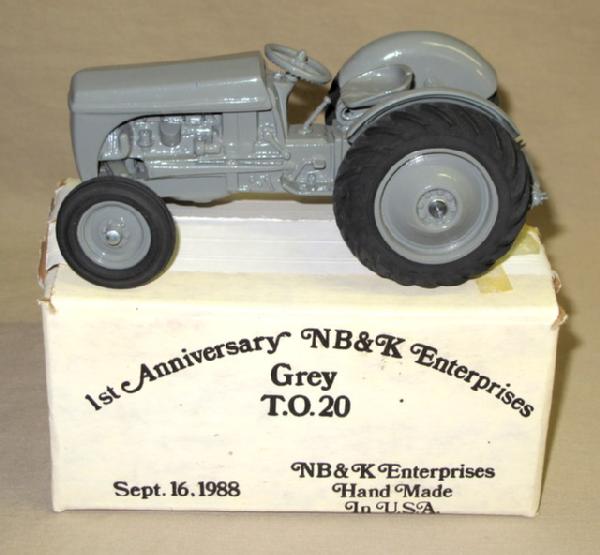 1st Anniversary NB&K Enterprises
Grey
T.O.20
Sept.16.1988
NB&K Enterprises
Hand Made
In U.S.A.